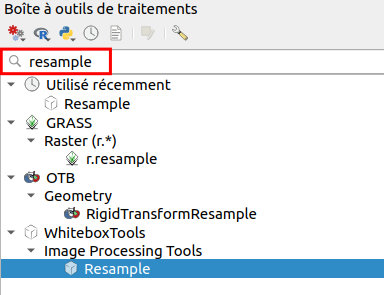 Boîte à outils de traitements
resample
Utilisé récemment
Resample
GRASS
Raster (r.*)
r.resample
OTB
Geometry
RigidTransformResample
WhiteboxTools
Image Processing Tools
Resample